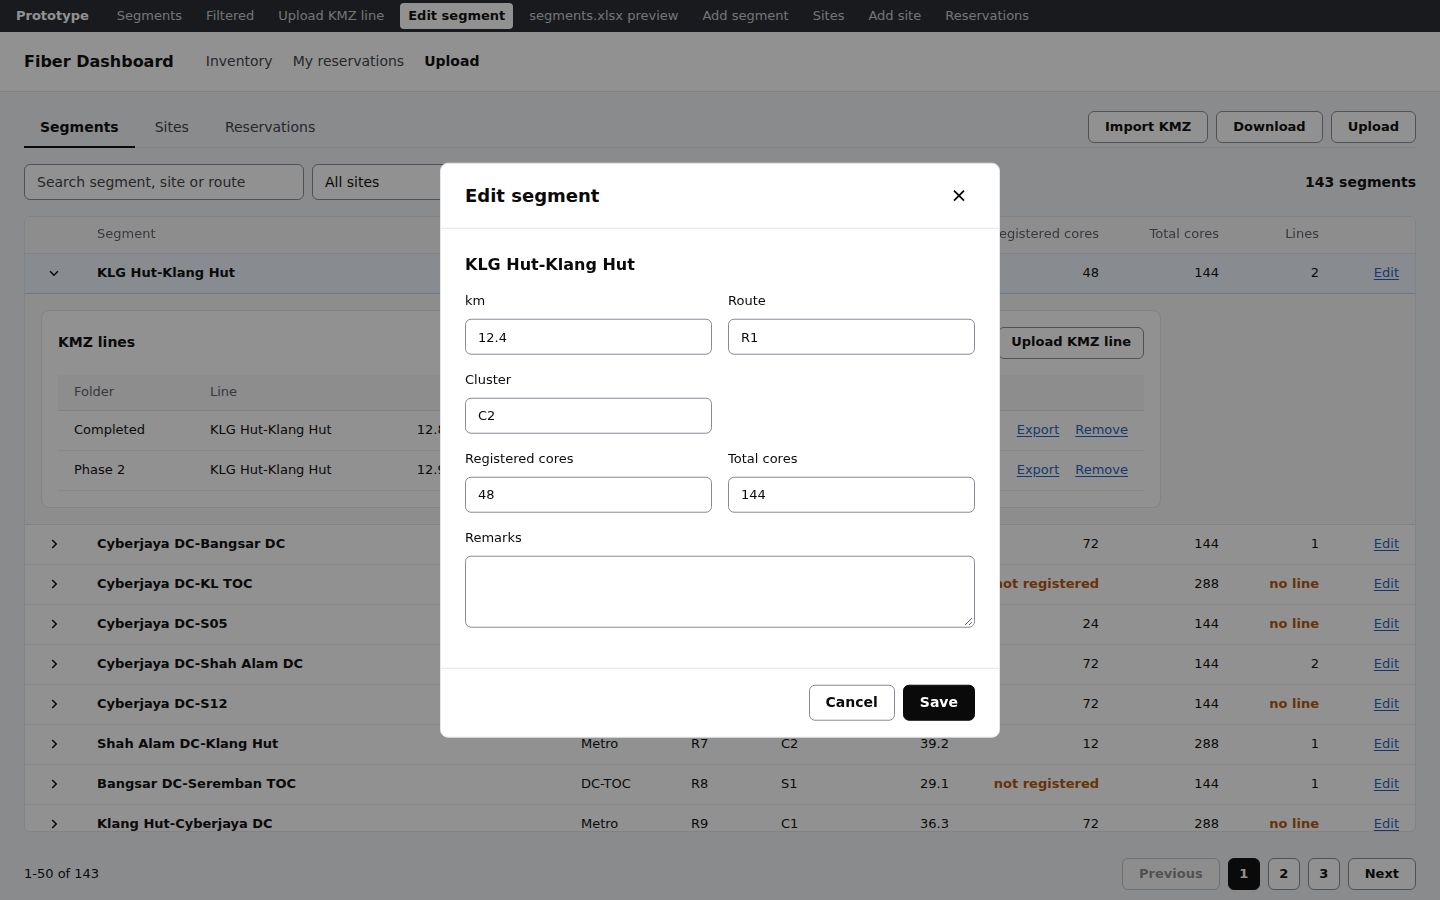 Prototype Segments Filtered Upload KMZ line Edit segment segments.xlsx preview Add segment Sites Add site Reservations
Fiber Dashboard Inventory My reservations Upload
Segments Sites Reservations Import KMZ Download Upload
Search segment, site or route All sites 143 segments
Segment egistered cores Total cores Lines
KLG Hut-Klang Hut 48 144 2 Edit
KMZ lines Upload KMZ line
Folder Line
Completed KLG Hut-Klang Hut 12.8 Export Remove
Phase 2 KLG Hut-Klang Hut 12.9 Export Remove
Cyberjaya DC-Bangsar DC 72 144 1 Edit
Cyberjaya DC-KL TOC not registered 288 no line Edit
Cyberjaya DC-S05 24 144 no line Edit
Cyberjaya DC-Shah Alam DC 72 144 2 Edit
Cyberjaya DC-S12 72 144 no line Edit
Shah Alam DC-Klang Hut Metro R7 C2 39.2 12 288 1 Edit
Bangsar DC-Seremban TOC DC-TOC R8 S1 29.1 not registered 144 1 Edit
Klang Hut-Cyberjaya DC Metro R9 C1 36.3 72 288 no line Edit
1-50 of 143 Previous 1 2 3 Next
Edit segment
KLG Hut-Klang Hut
km Route
12.4 R1
Cluster
C2
Registered cores Total cores
48 144
Remarks
Cancel Save